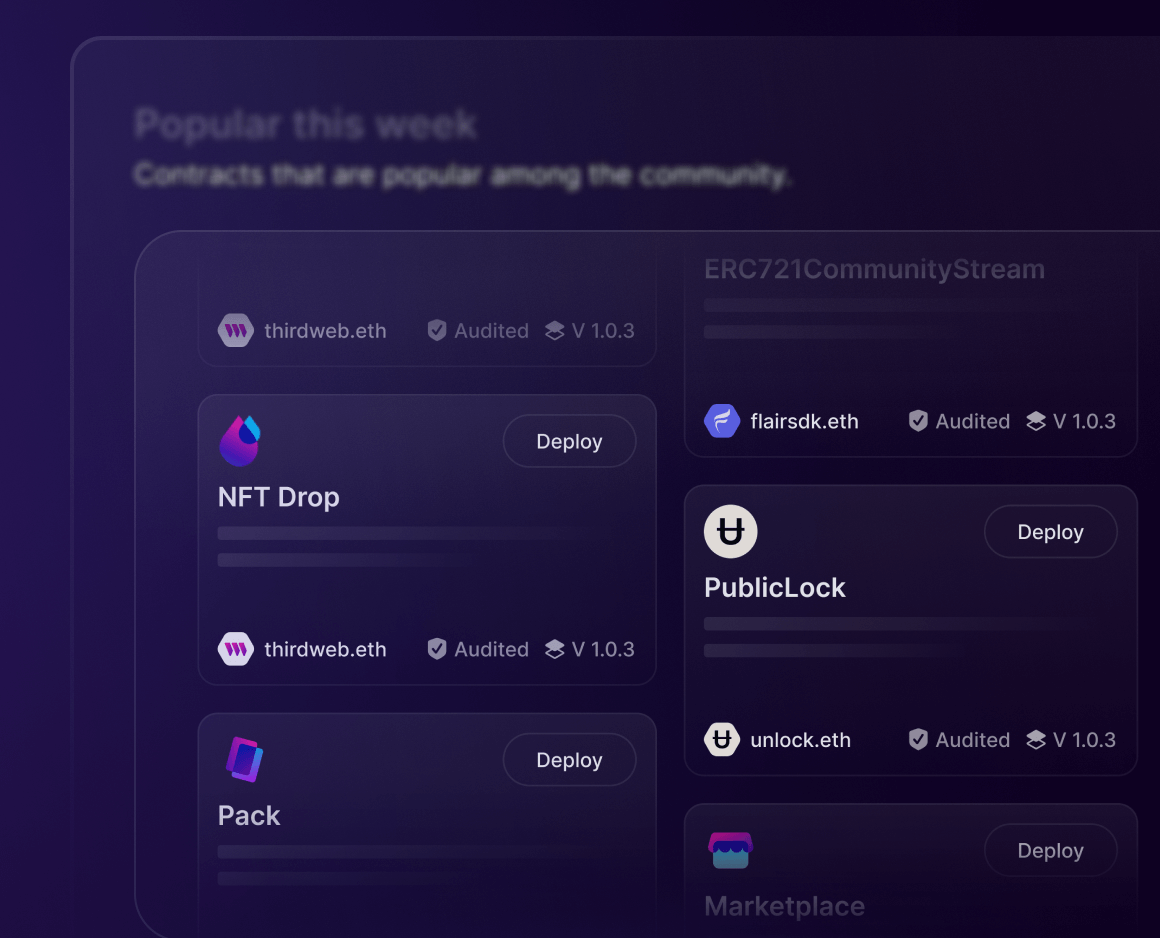 Popular this week
Contracts that are popular among the community.
thirdweb.eth Audited V 1.0.3
Deploy
NFT Drop
thirdweb.eth Audited V 1.0.3
Deploy
Pack
ERC721CommunityStream
flairsdk.eth Audited V 1.0.3
Deploy
PublicLock
unlock.eth Audited V 1.0.3
Deploy
Marketplace